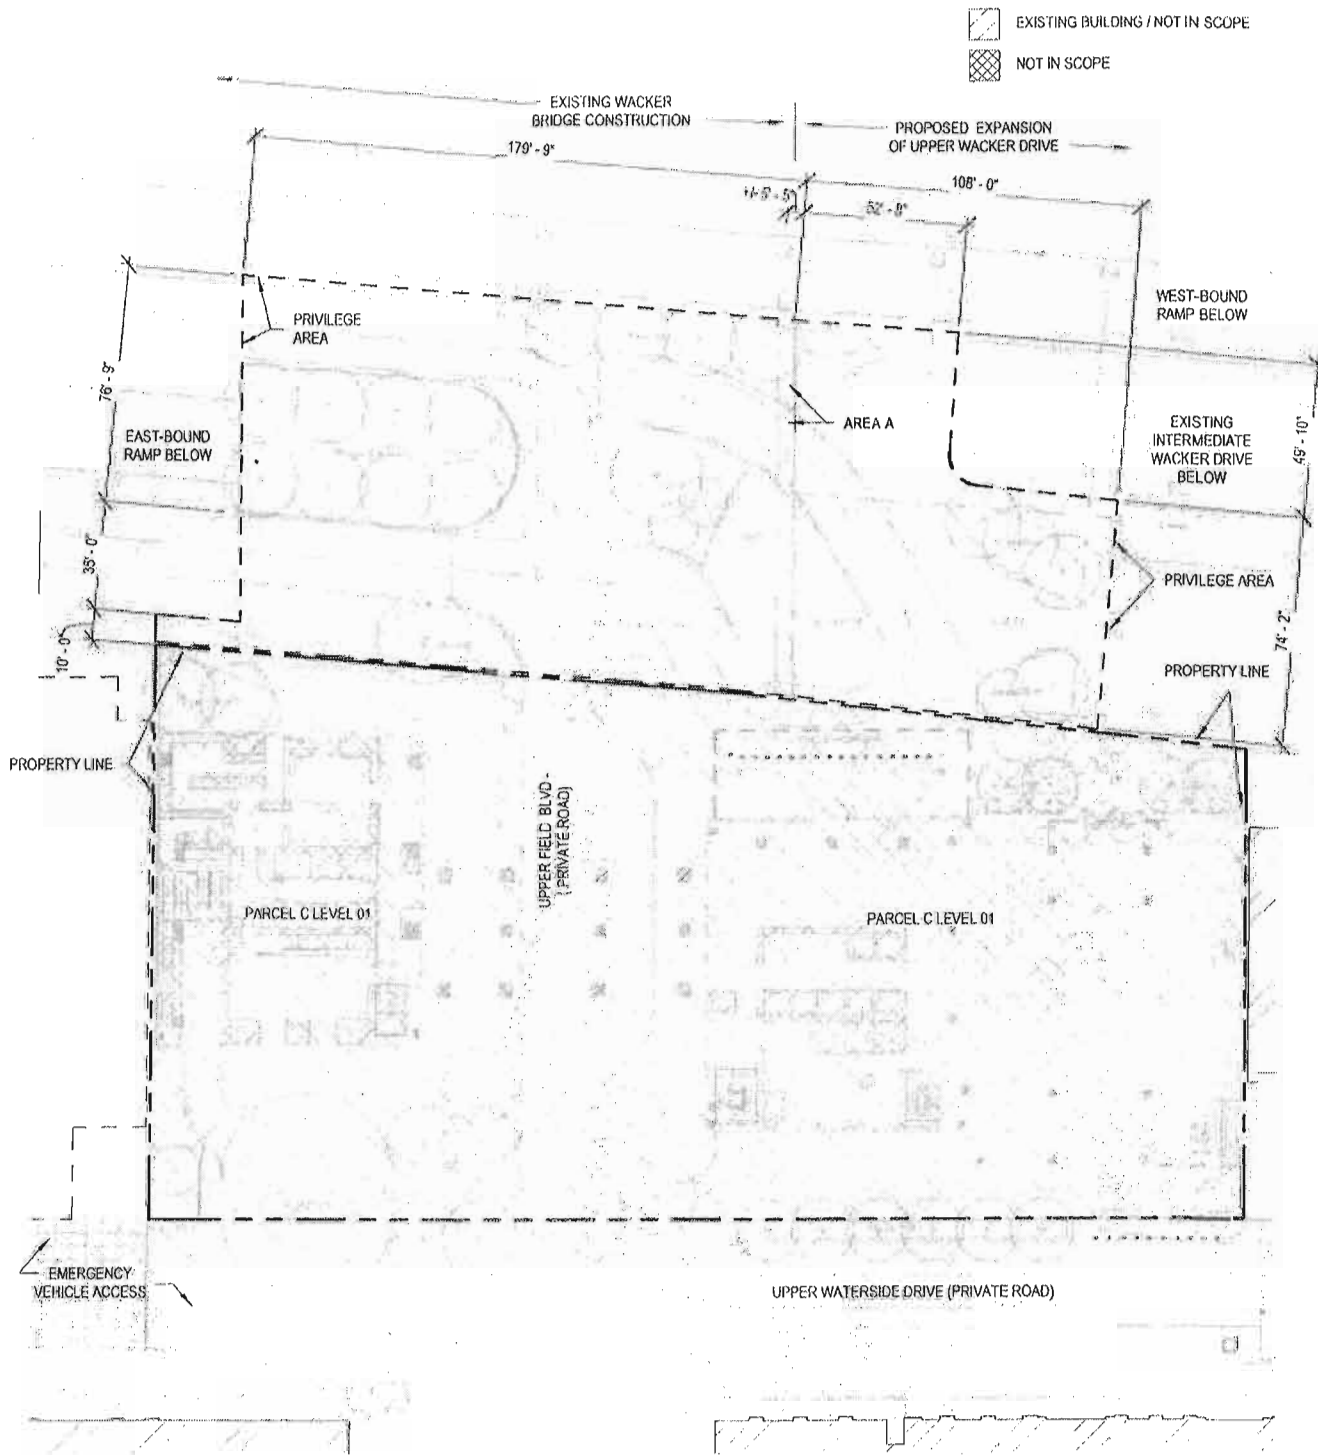 EXISTING BUILDING / NOT IN SCOPE
NOT IN SCOPE
EXISTING WACKER
BRIDGE CONSTRUCTION
PROPOSED EXPANSION
OF UPPER WACKER DRIVE
179' - 9"
108' - 0"
52' - 8"
WEST-BOUND
RAMP BELOW
PRIVILEGE
AREA
76' - 9"
EAST-BOUND
RAMP BELOW
AREA A
EXISTING
INTERMEDIATE
WACKER DRIVE
BELOW
49' - 10"
35' - 0"
PRIVILEGE AREA
10' - 0"
74' - 2"
PROPERTY LINE
PROPERTY LINE
UPPER FIELD BLVD -
(PRIVATE ROAD)
PARCEL C LEVEL 01
PARCEL C LEVEL 01
EMERGENCY
VEHICLE ACCESS
UPPER WATERSIDE DRIVE (PRIVATE ROAD)